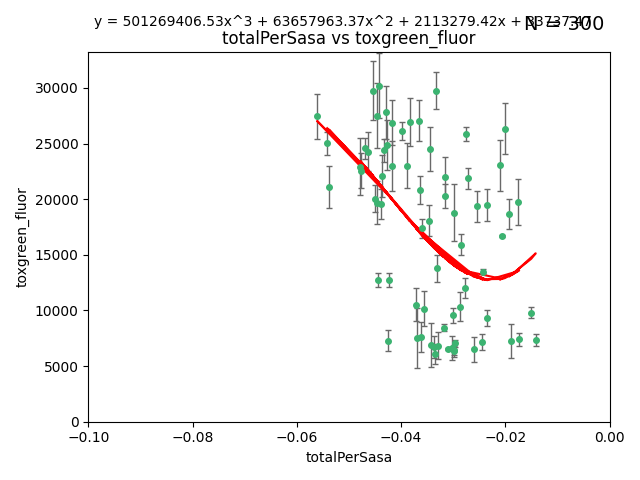 y = 501269406.53x^3 + 63657963.37x^2 + 2113279.42x +
N = 300
totalPerSasa vs toxgreen_fluor
30000
25000
20000
15000
10000
5000
0
toxgreen_fluor
−0.10
−0.08
−0.06
−0.04
−0.02
0.00
totalPerSasa